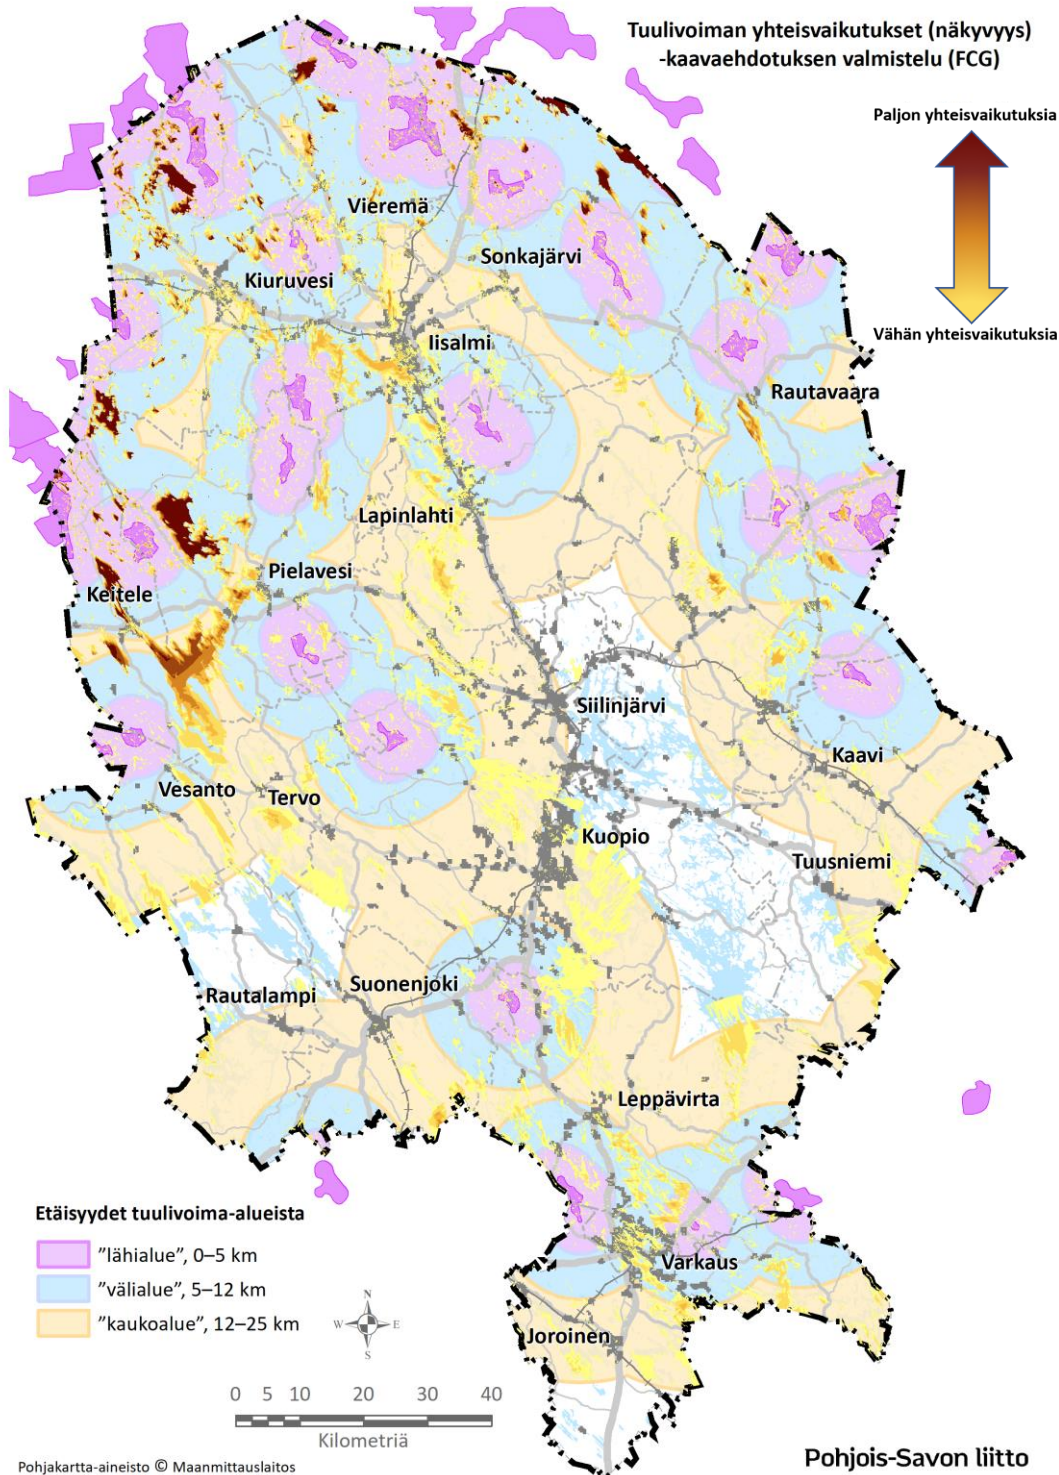 Tuulivoiman yhteisvaikutukset (näkyvyys)
-kaavaehdotuksen valmistelu (FCG)
Paljon yhteisvaikutuksia
Vähän yhteisvaikutuksia
Vieremä
Sonkajärvi
Kiuruvesi
Iisalmi
Rautavaara
Lapinlahti
Pielavesi
Keitele
Siilinjärvi
Kaavi
Vesanto
Tervo
Kuopio
Tuusniemi
Suonenjoki
Rautalampi
Leppävirta
Varkaus
Joroinen
Etäisyydet tuulivoima-alueista
"lähialue", 0–5 km
"välialue", 5–12 km
"kaukoalue", 12–25 km
N
W E
S
0 5 10 20 30 40
Kilometriä
Pohjakartta-aineisto © Maanmittauslaitos
Pohjois-Savon liitto